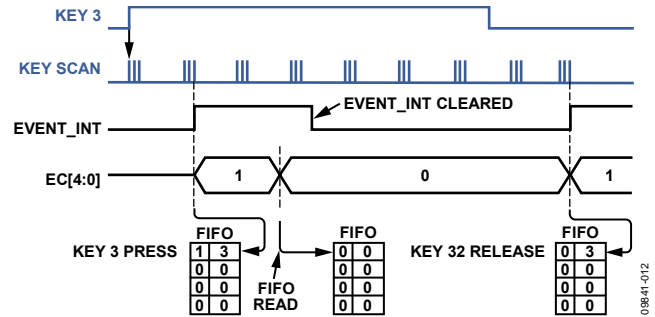 KEY 3
KEY SCAN
EVENT_INT CLEARED
EVENT_INT
EC[4:0]
1
0
1
FIFO
FIFO
FIFO
KEY 3 PRESS
1 3
0 0
0 0
0 0
FIFO
READ
0 0
0 0
0 0
0 0
KEY 32 RELEASE
0 3
0 0
0 0
0 0
09841-012